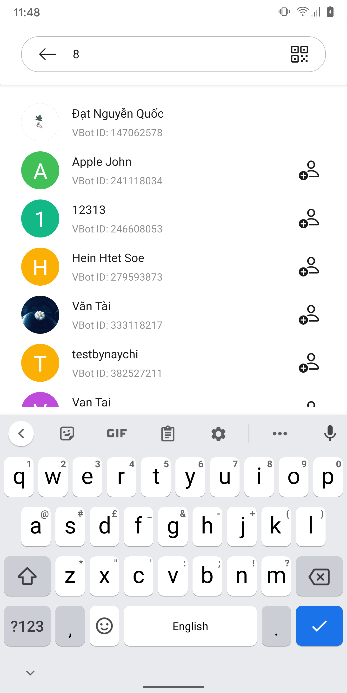 11:48
8
Đạt Nguyễn Quốc
VBot ID: 147062578
A
Apple John
VBot ID: 241118034
1
12313
VBot ID: 246608053
H
Hein Htet Soe
VBot ID: 279593873
Văn Tài
VBot ID: 333118217
T
testbynaychi
VBot ID: 382527211
Van Tai
GIF
q 1 w 2 e 3 r 4 t 5 y 6 u 7 i 8 o 9 p 0
a @ s # d £ f _ g & h - j + k ( l )
z * x " c ' v : b ; n ! m ?
?123 , English .